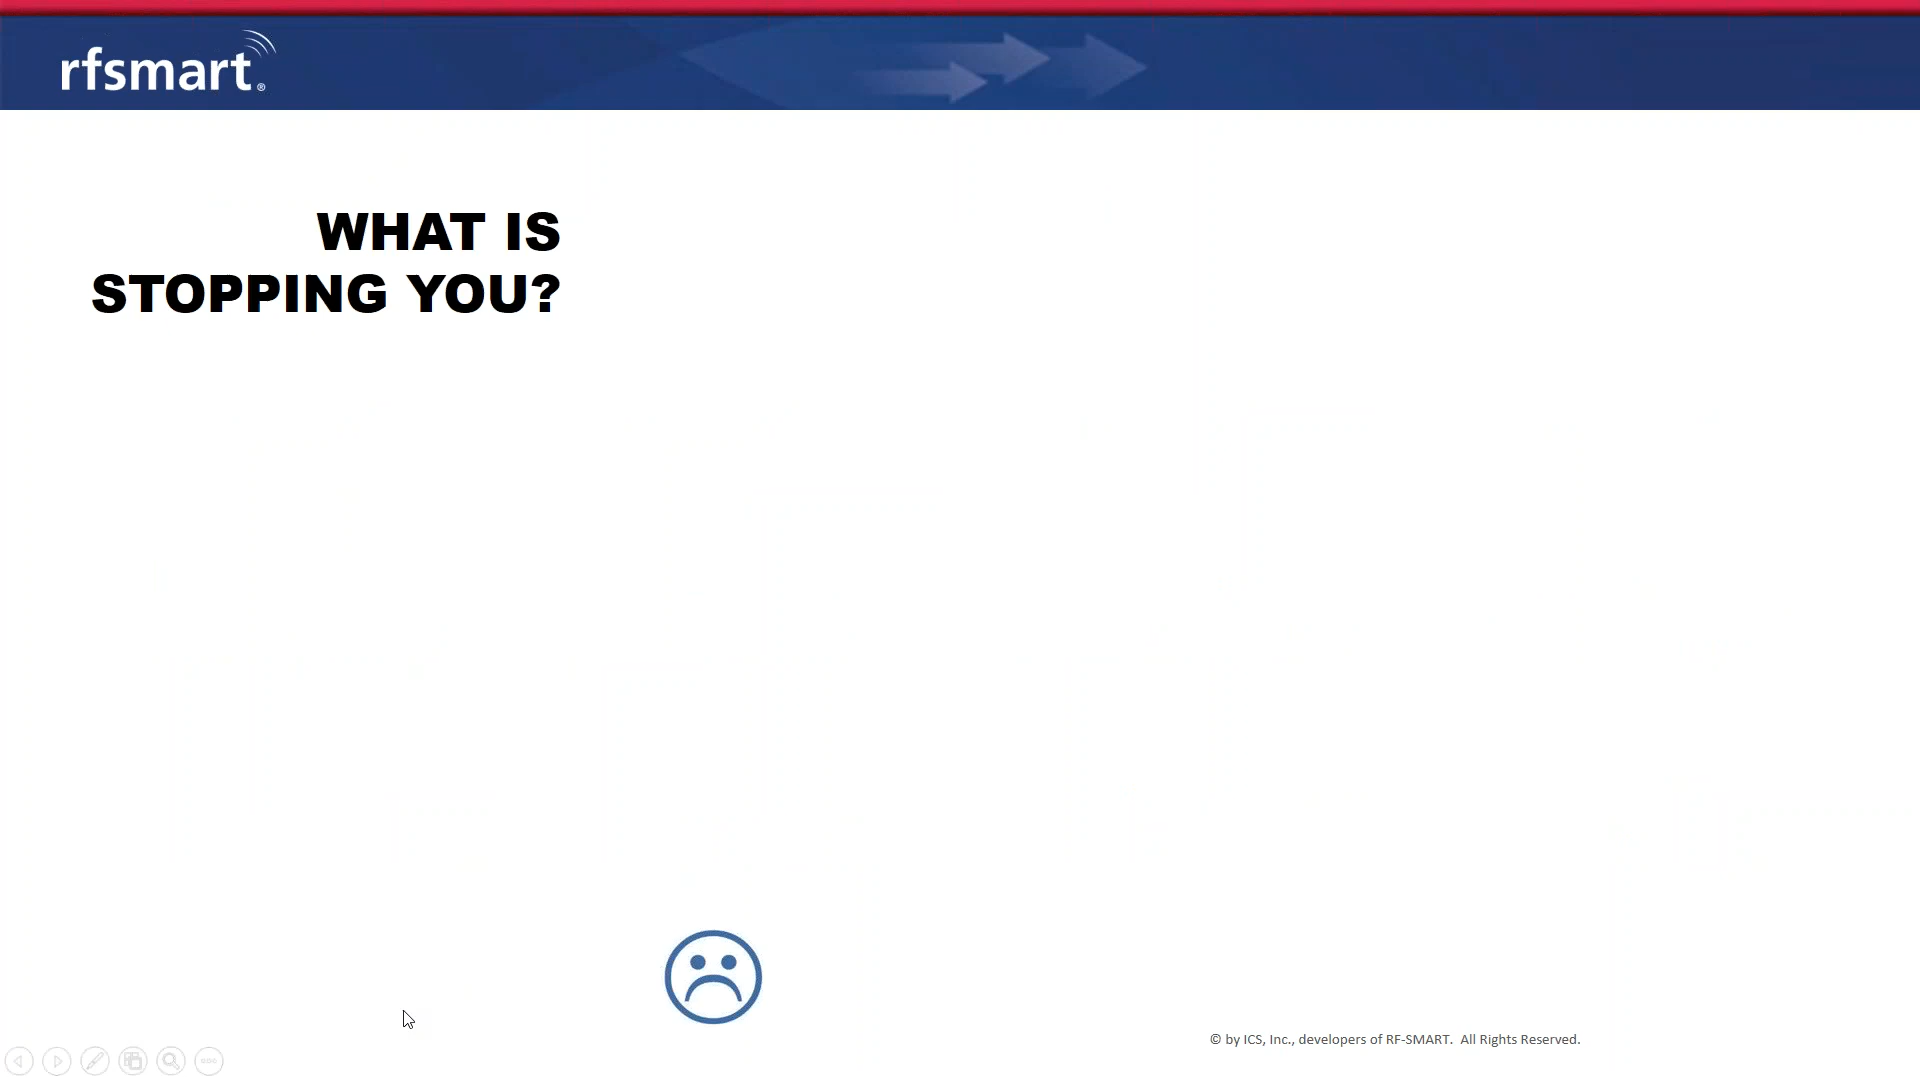 rfsmart®
WHAT IS
STOPPING YOU?
© by ICS, Inc., developers of RF-SMART.  All Rights Reserved.